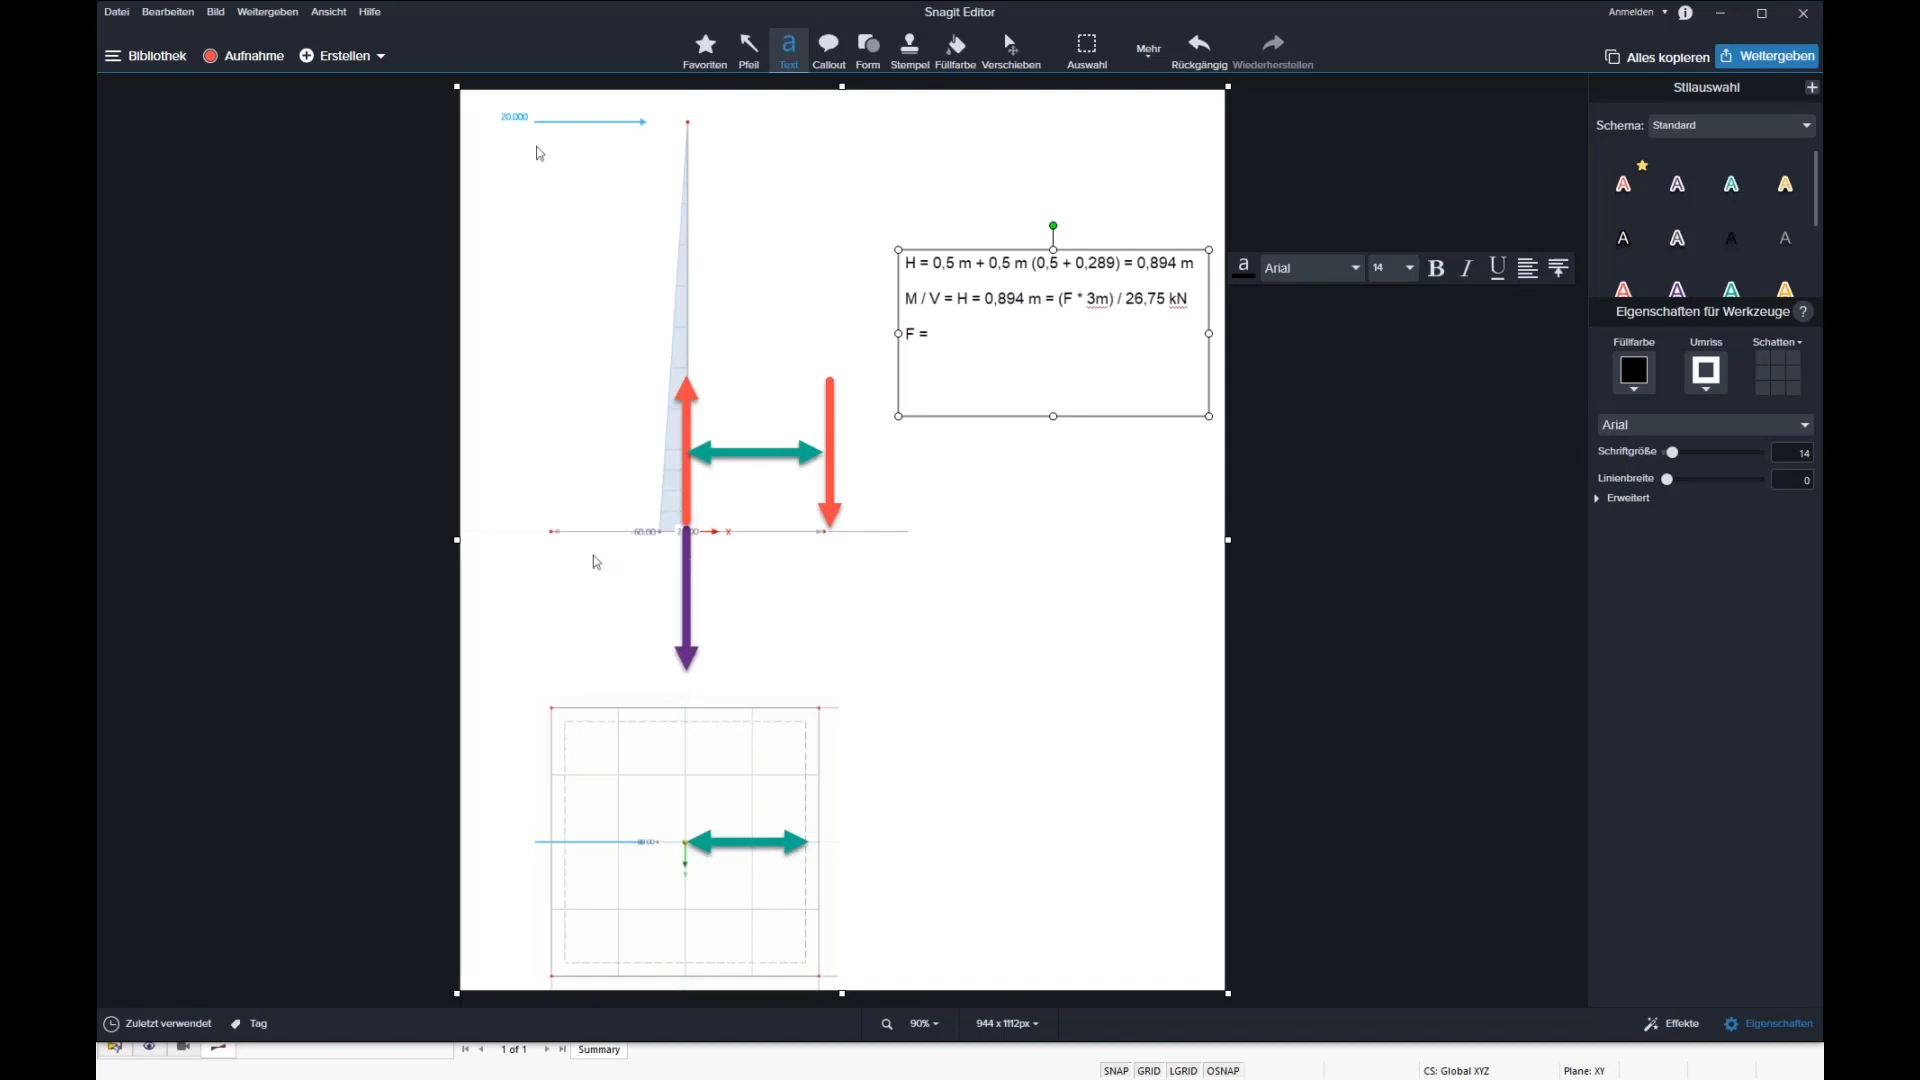 Datei Bearbeiten Bild Weitergeben Ansicht Hilfe
Snagit Editor
Anmelden
Bibliothek Aufnahme Erstellen
Favoriten Pfeil Text Callout Form Stempel Füllfarbe Verschieben Auswahl Mehr Rückgängig Wiederherstellen
Alles kopieren Weitergeben
Stilauswahl
Schema: Standard
20.000
H = 0,5 m + 0,5 m (0,5 + 0,289) = 0,894 m
M / V = H = 0,894 m = (F * 3m) / 26,75 kN
F =
a Arial 14 B I U
Eigenschaften für Werkzeuge ?
Füllfarbe Umriss Schatten
Arial
Schriftgröße 14
Linienbreite 0
Erweitert
60.00
X
Zuletzt verwendet Tag
90% 944 x 1112px
Effekte Eigenschaften
1 of 1 Summary
SNAP GRID LGRID OSNAP
CS: Global XYZ
Plane: XY